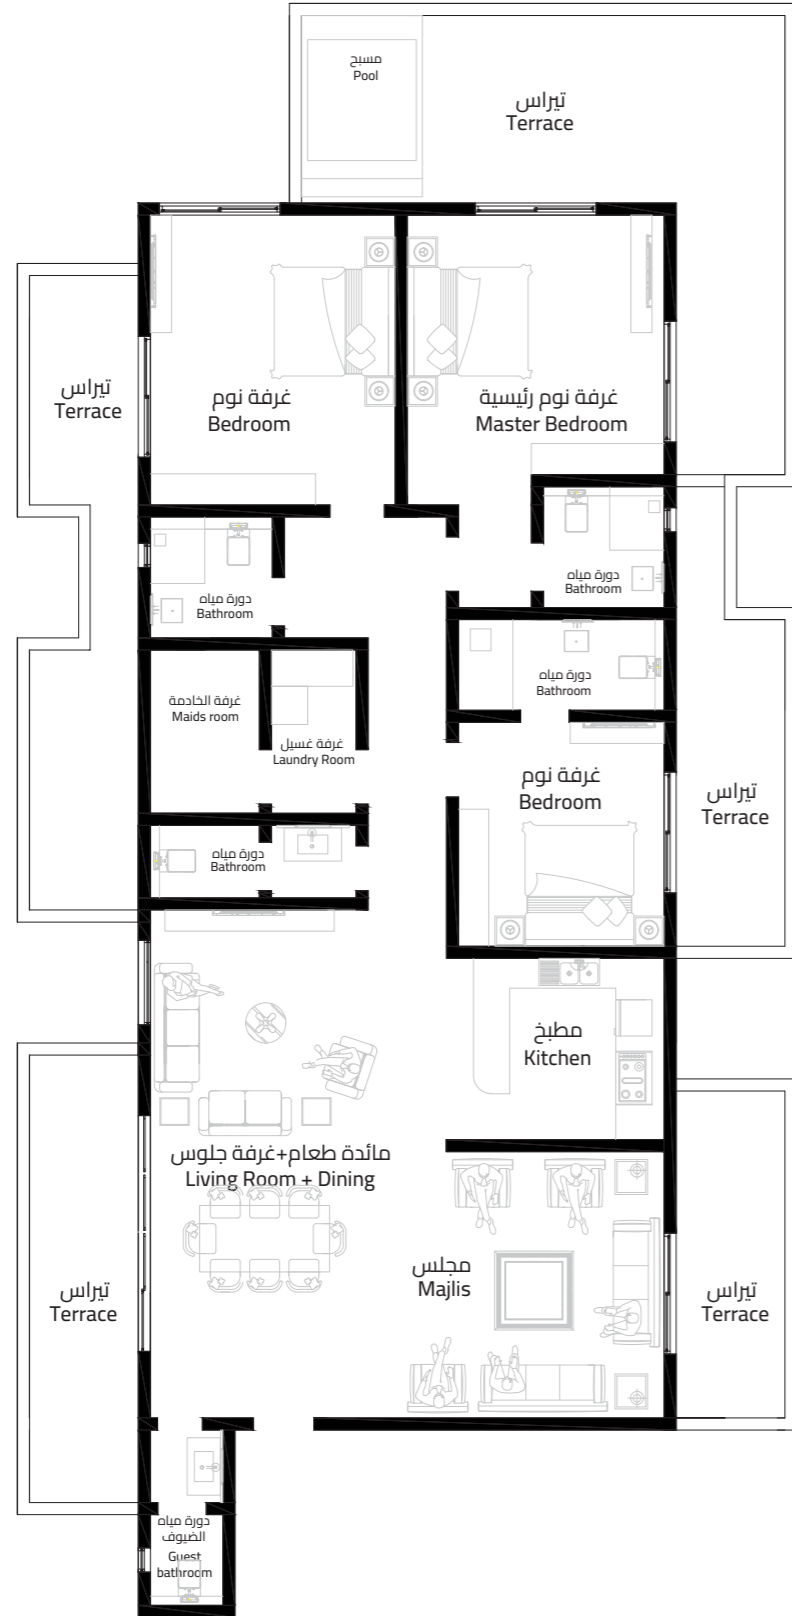 مسبح
Pool
تيراس
Terrace
تيراس
Terrace
غرفة نوم
Bedroom
غرفة نوم رئيسية
Master Bedroom
دورة مياه
Bathroom
دورة مياه
Bathroom
دورة مياه
Bathroom
غرفة الخادمة
Maids room
غرفة غسيل
Laundry Room
غرفة نوم
Bedroom
تيراس
Terrace
دورة مياه
Bathroom
مطبخ
Kitchen
مائدة طعام+غرفة جلوس
Living Room + Dining
مجلس
Majlis
تيراس
Terrace
تيراس
Terrace
دورة مياه
الضيوف
Guest
bathroom